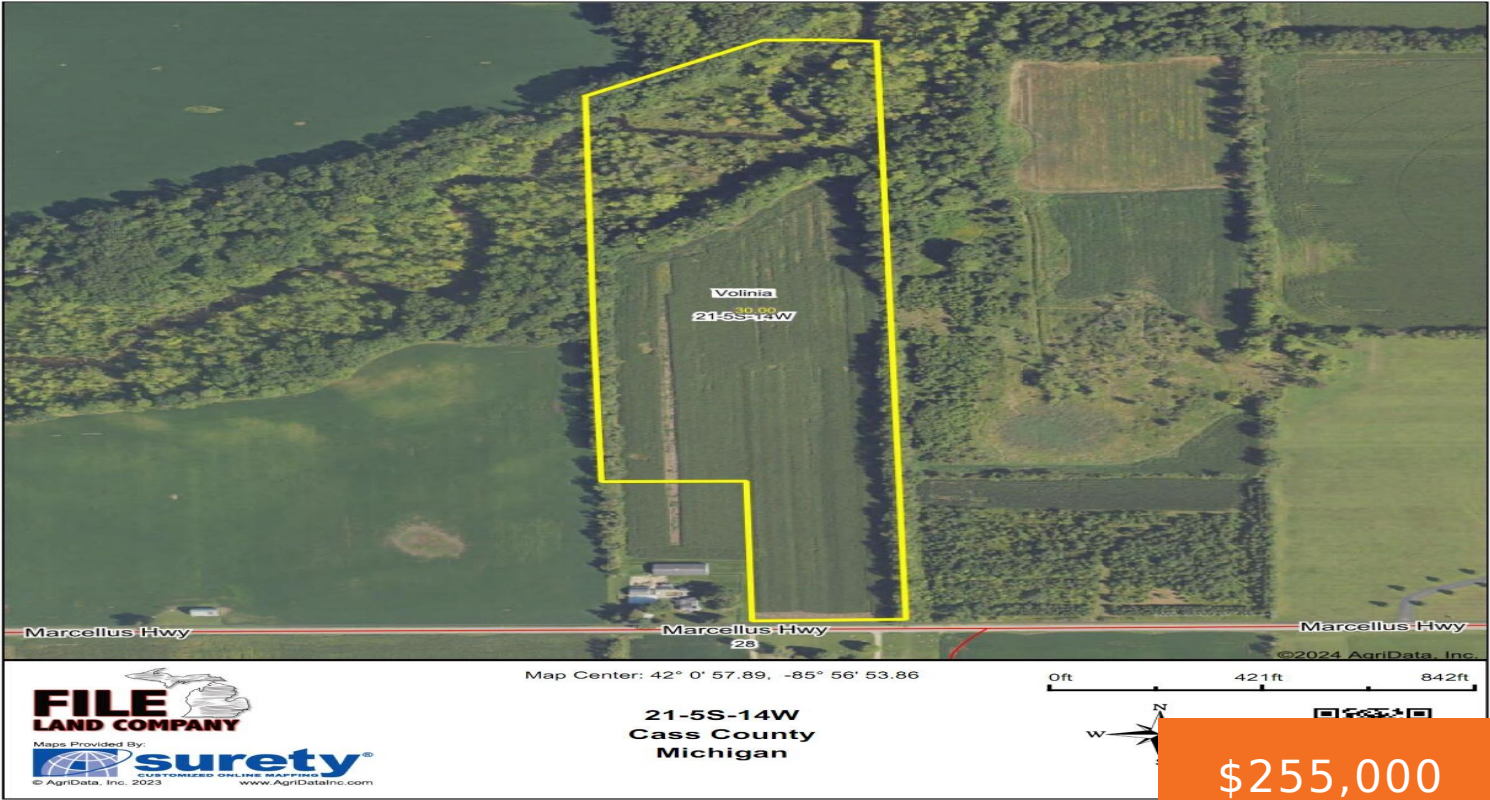 Volinia
30.00
21-5S-14W
Marcellus Hwy
Marcellus Hwy
Marcellus Hwy
28
©2024 AgriData, Inc.
Map Center: 42° 0' 57.89, -85° 56' 53.86
0ft 421ft 842ft
FILE
LAND COMPANY
21-5S-14W
Cass County
Michigan
N
W
Maps Provided By:
surety®
CUSTOMIZED ONLINE MAPPING
© AgriData, Inc. 2023 www.AgriDataInc.com
$255,000